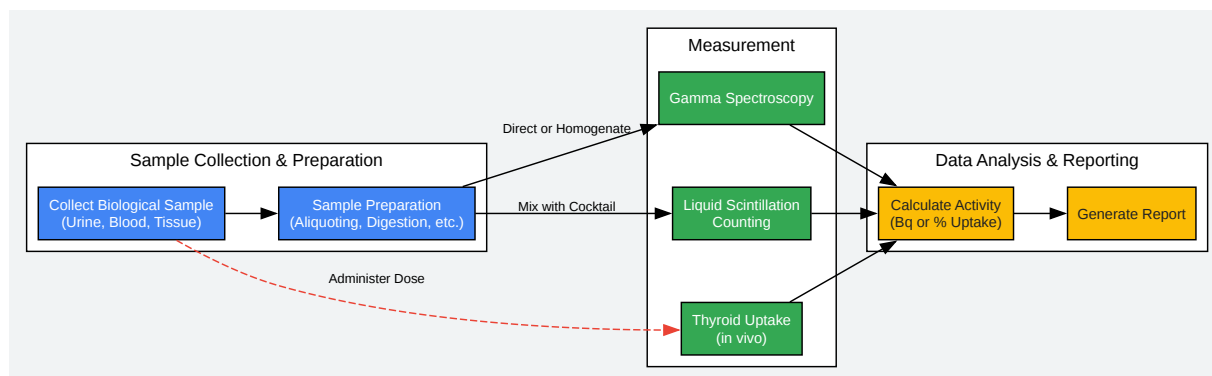 Measurement
Gamma Spectroscopy
Direct or Homogenate
Sample Collection & Preparation
Data Analysis & Reporting
Collect Biological Sample
(Urine, Blood, Tissue)
Sample Preparation
(Aliquoting, Digestion, etc.)
Mix with Cocktail
Liquid Scintillation
Counting
Calculate Activity
(Bq or % Uptake)
Generate Report
Administer Dose
Thyroid Uptake
(in vivo)